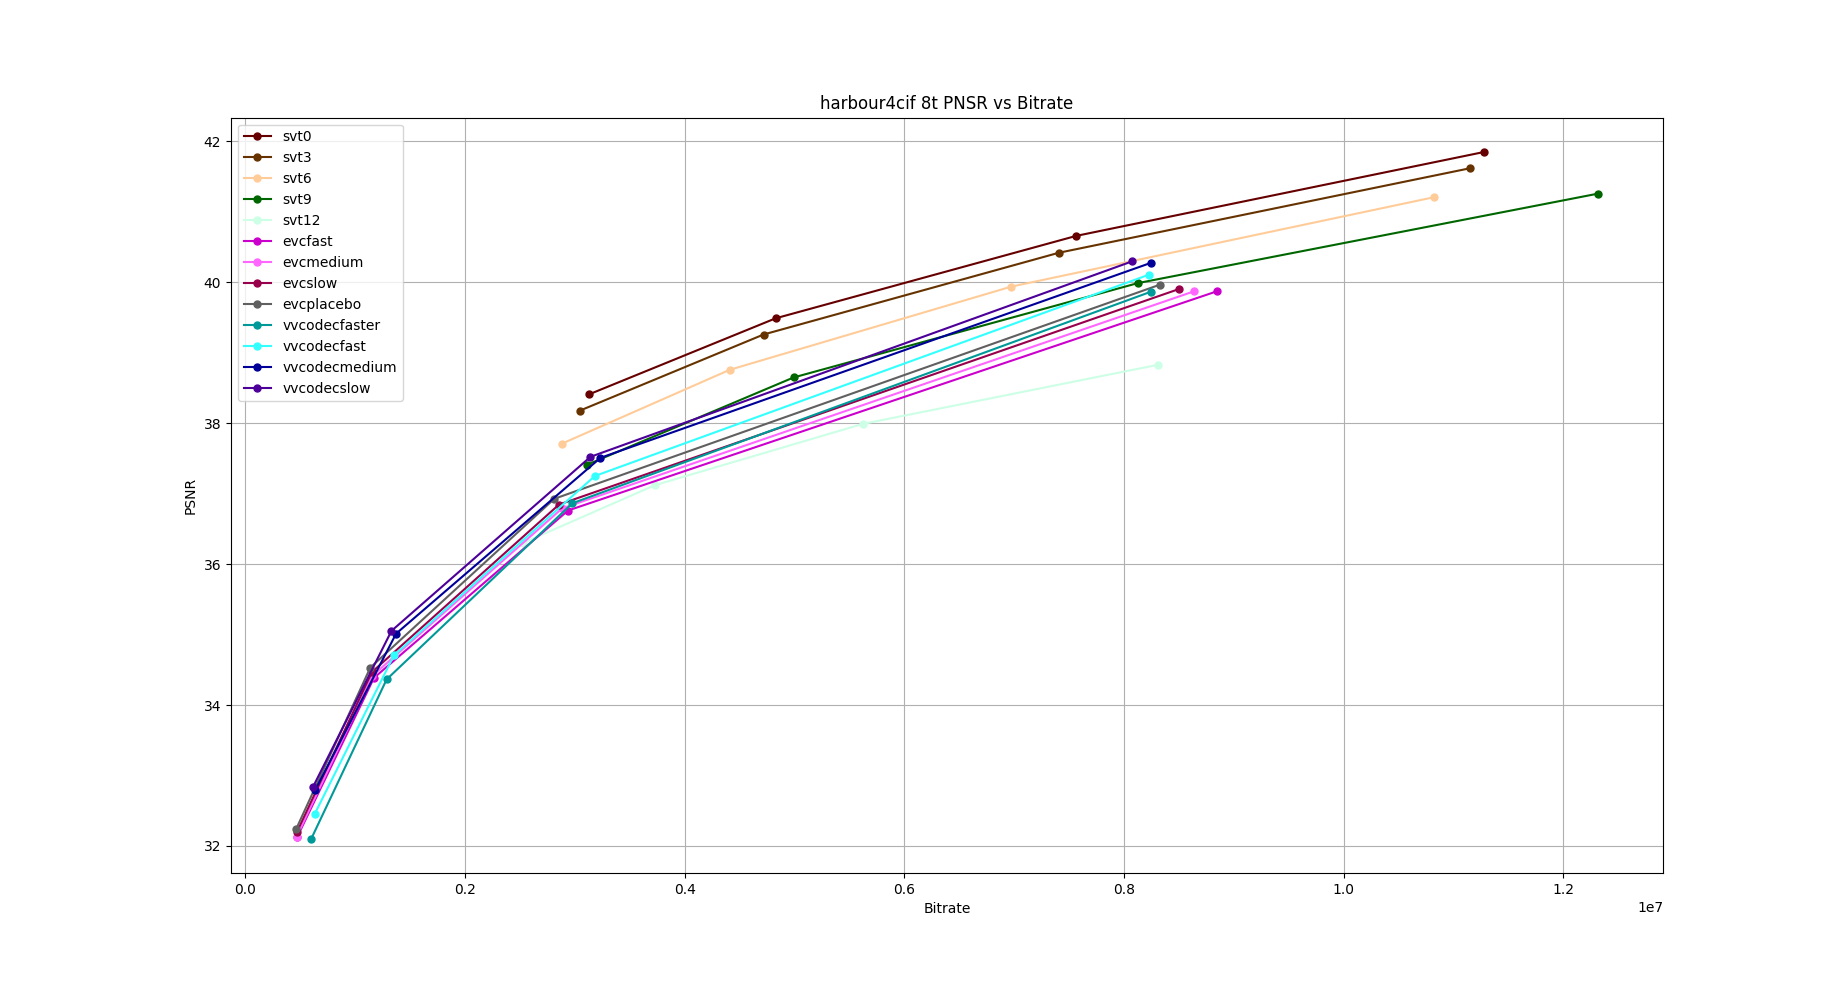 harbour4cif 8t PNSR vs Bitrate
svt0
svt3
svt6
svt9
svt12
evcfast
evcmedium
evcslow
evcplacebo
vvcodecfaster
vvcodecfast
vvcodecmedium
vvcodecslow
42
40
38
36
34
32
PSNR
0.0 0.2 0.4 0.6 0.8 1.0 1.2
1e7
Bitrate